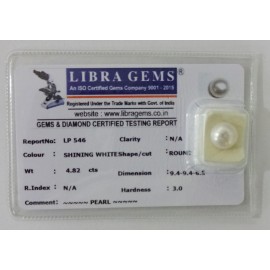 LIBRA GEMS
An ISO Certified Gems Company 9001 - 2015
Registered Under the Trade Marks with Govt. of India
website : www.libragems.co.in
GEMS & DIAMOND CERTIFIED TESTING REPORT
ReportNo: LP 546 Clarity : N/A
Colour : SHINING WHITE Shape/cut : ROUND
Wt : 4.82 cts Dimension : 9.4-9.4-6.5
R.Index : N/A Hardness : 3.0
Comment : ~~~~~ PEARL ~~~~~